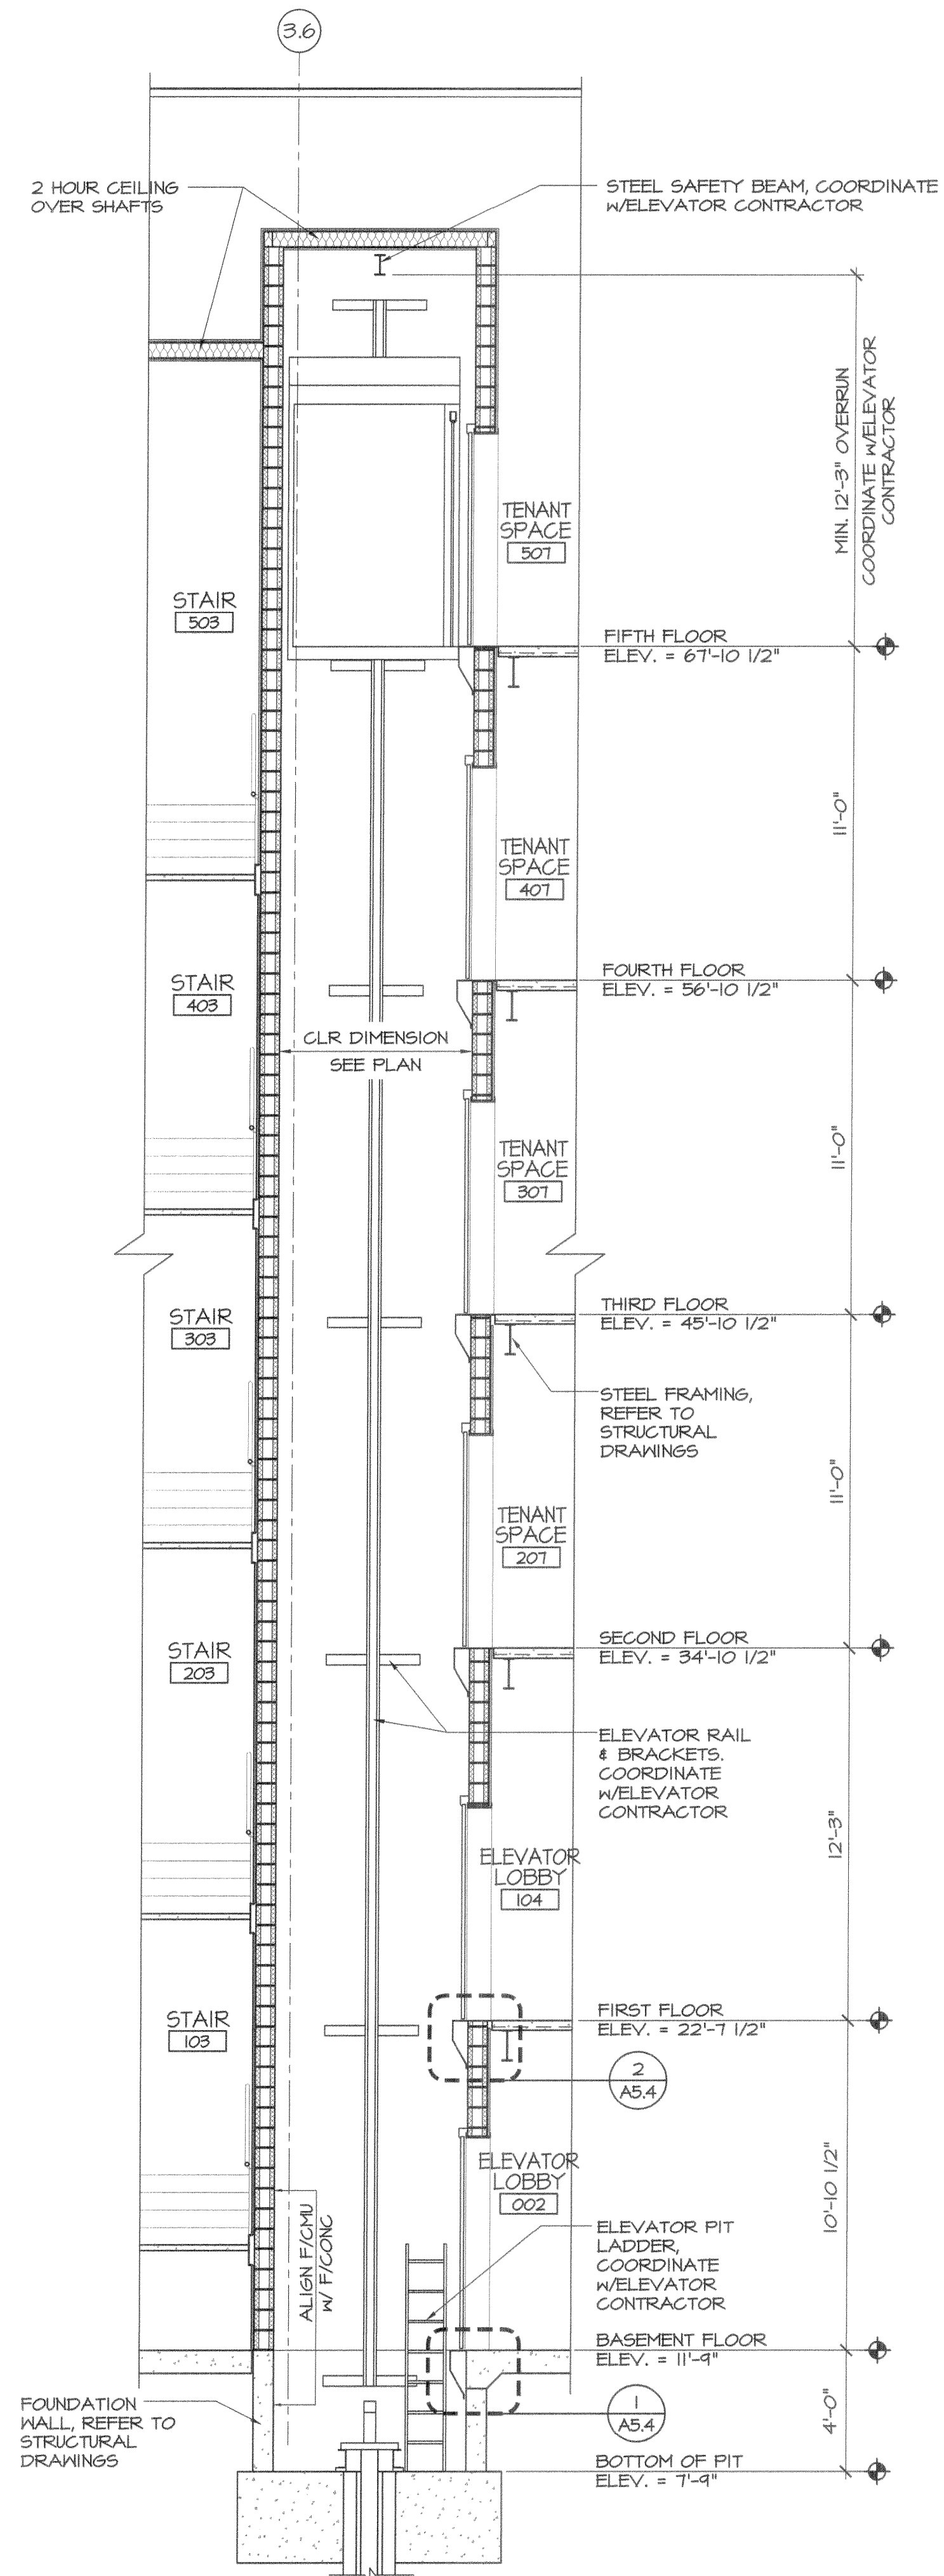 3.6
2 HOUR CEILING
OVER SHAFTS
STEEL SAFETY BEAM, COORDINATE
W/ELEVATOR CONTRACTOR
MIN. 12'-3" OVERRUN
COORDINATE W/ELEVATOR
CONTRACTOR
TENANT
SPACE
507
STAIR
503
FIFTH FLOOR
ELEV. = 67'-10 1/2"
11'-0"
TENANT
SPACE
407
STAIR
403
FOURTH FLOOR
ELEV. = 56'-10 1/2"
CLR DIMENSION
SEE PLAN
11'-0"
TENANT
SPACE
307
STAIR
303
THIRD FLOOR
ELEV. = 45'-10 1/2"
STEEL FRAMING,
REFER TO
STRUCTURAL
DRAWINGS
11'-0"
TENANT
SPACE
207
STAIR
203
SECOND FLOOR
ELEV. = 34'-10 1/2"
ELEVATOR RAIL
& BRACKETS.
COORDINATE
W/ELEVATOR
CONTRACTOR
12'-3"
ELEVATOR
LOBBY
104
STAIR
103
FIRST FLOOR
ELEV. = 22'-7 1/2"
2
A5.4
ELEVATOR
LOBBY
002
10'-10 1/2"
ALIGN F/CMU
W/ F/CONC
ELEVATOR PIT
LADDER,
COORDINATE
W/ELEVATOR
CONTRACTOR
BASEMENT FLOOR
ELEV. = 11'-9"
FOUNDATION
WALL, REFER TO
STRUCTURAL
DRAWINGS
1
A5.4
4'-0"
BOTTOM OF PIT
ELEV. = 7'-9"